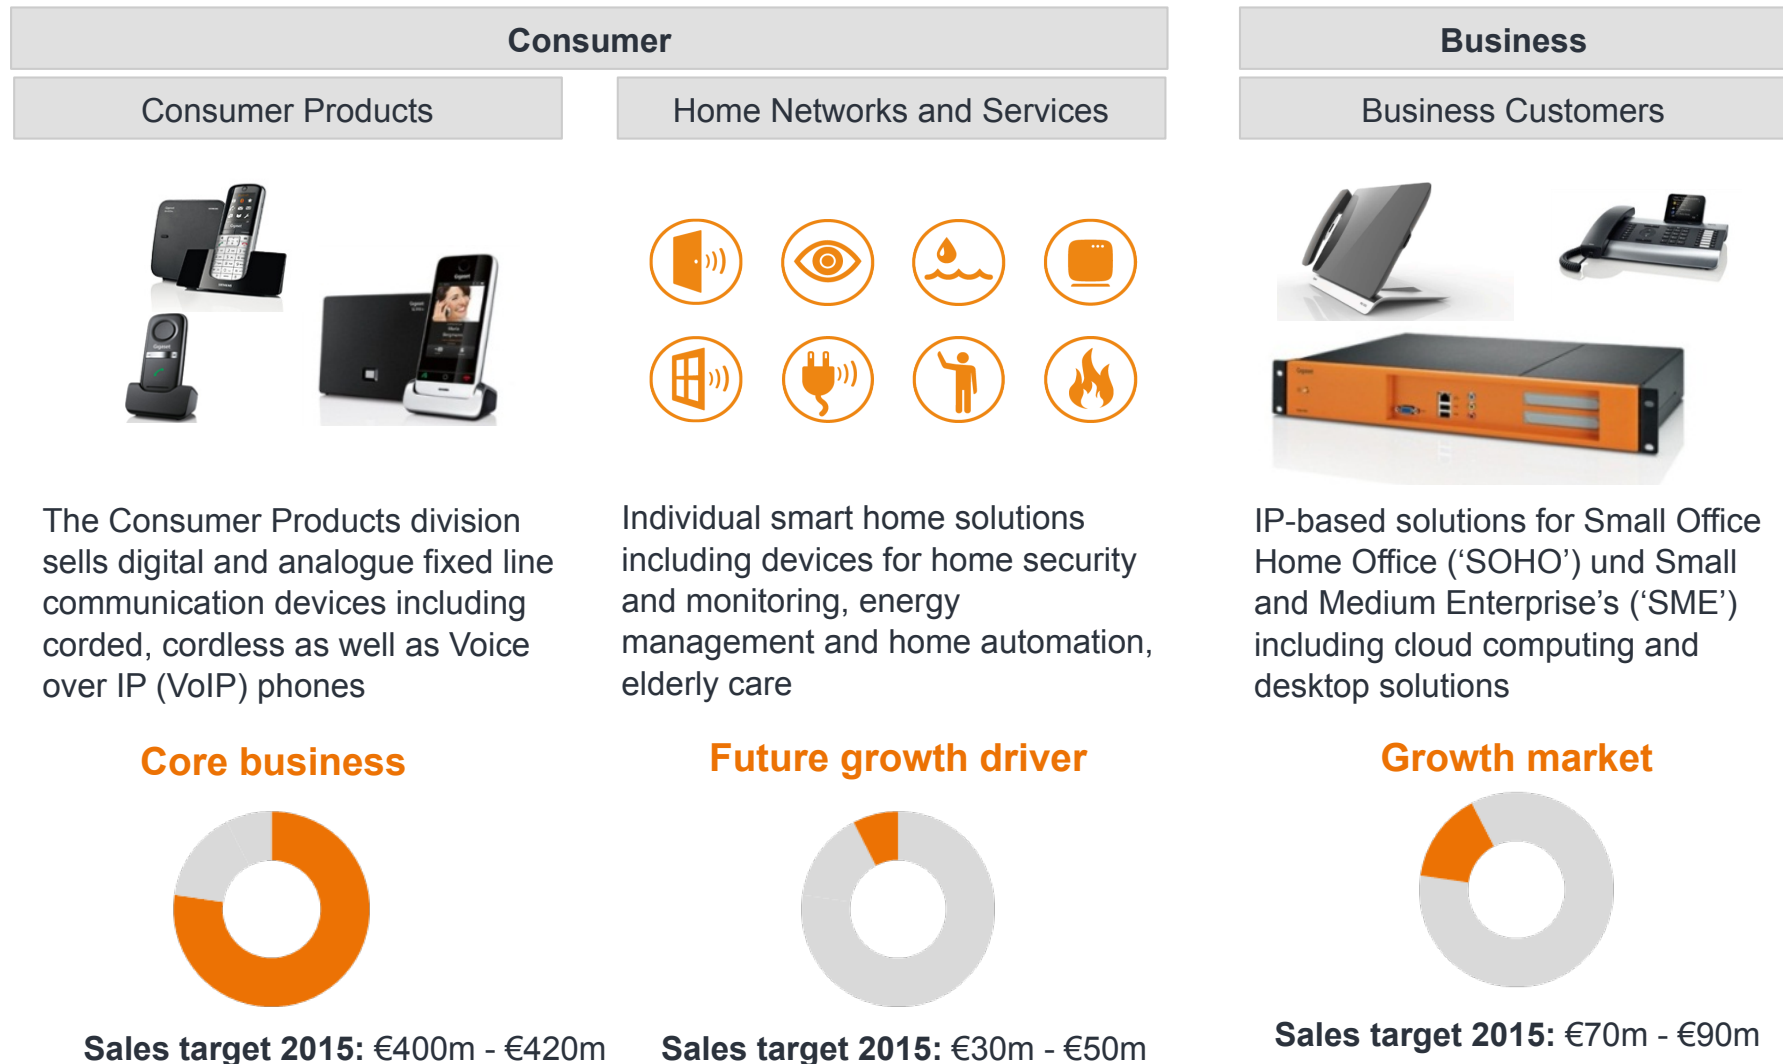 Consumer
Business
Consumer Products
Home Networks and Services
Business Customers
The Consumer Products division
sells digital and analogue fixed line
communication devices including
corded, cordless as well as Voice
over IP (VoIP) phones
Individual smart home solutions
including devices for home security
and monitoring, energy
management and home automation,
elderly care
IP-based solutions for Small Office
Home Office (‘SOHO’) und Small
and Medium Enterprise’s (‘SME’)
including cloud computing and
desktop solutions
Core business
Future growth driver
Growth market
Sales target 2015: €400m - €420m
Sales target 2015: €30m - €50m
Sales target 2015: €70m - €90m